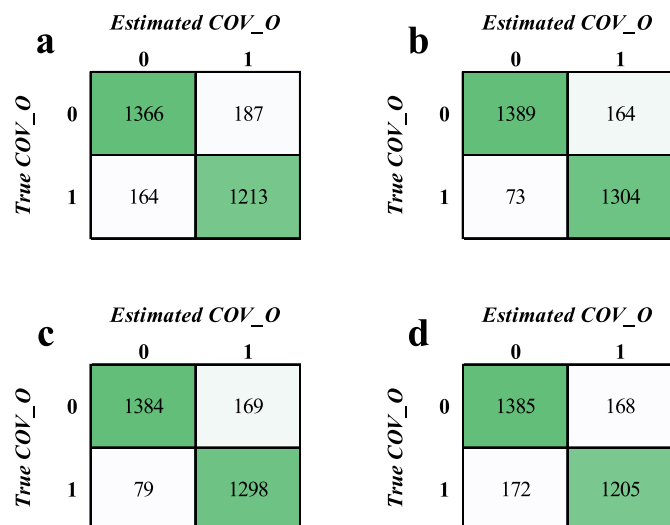 a
Estimated COV_O
0 1
True COV_O
0 1366 187
1 164 1213
b
Estimated COV_O
0 1
True COV_O
0 1389 164
1 73 1304
c
Estimated COV_O
0 1
True COV_O
0 1384 169
1 79 1298
d
Estimated COV_O
0 1
True COV_O
0 1385 168
1 172 1205